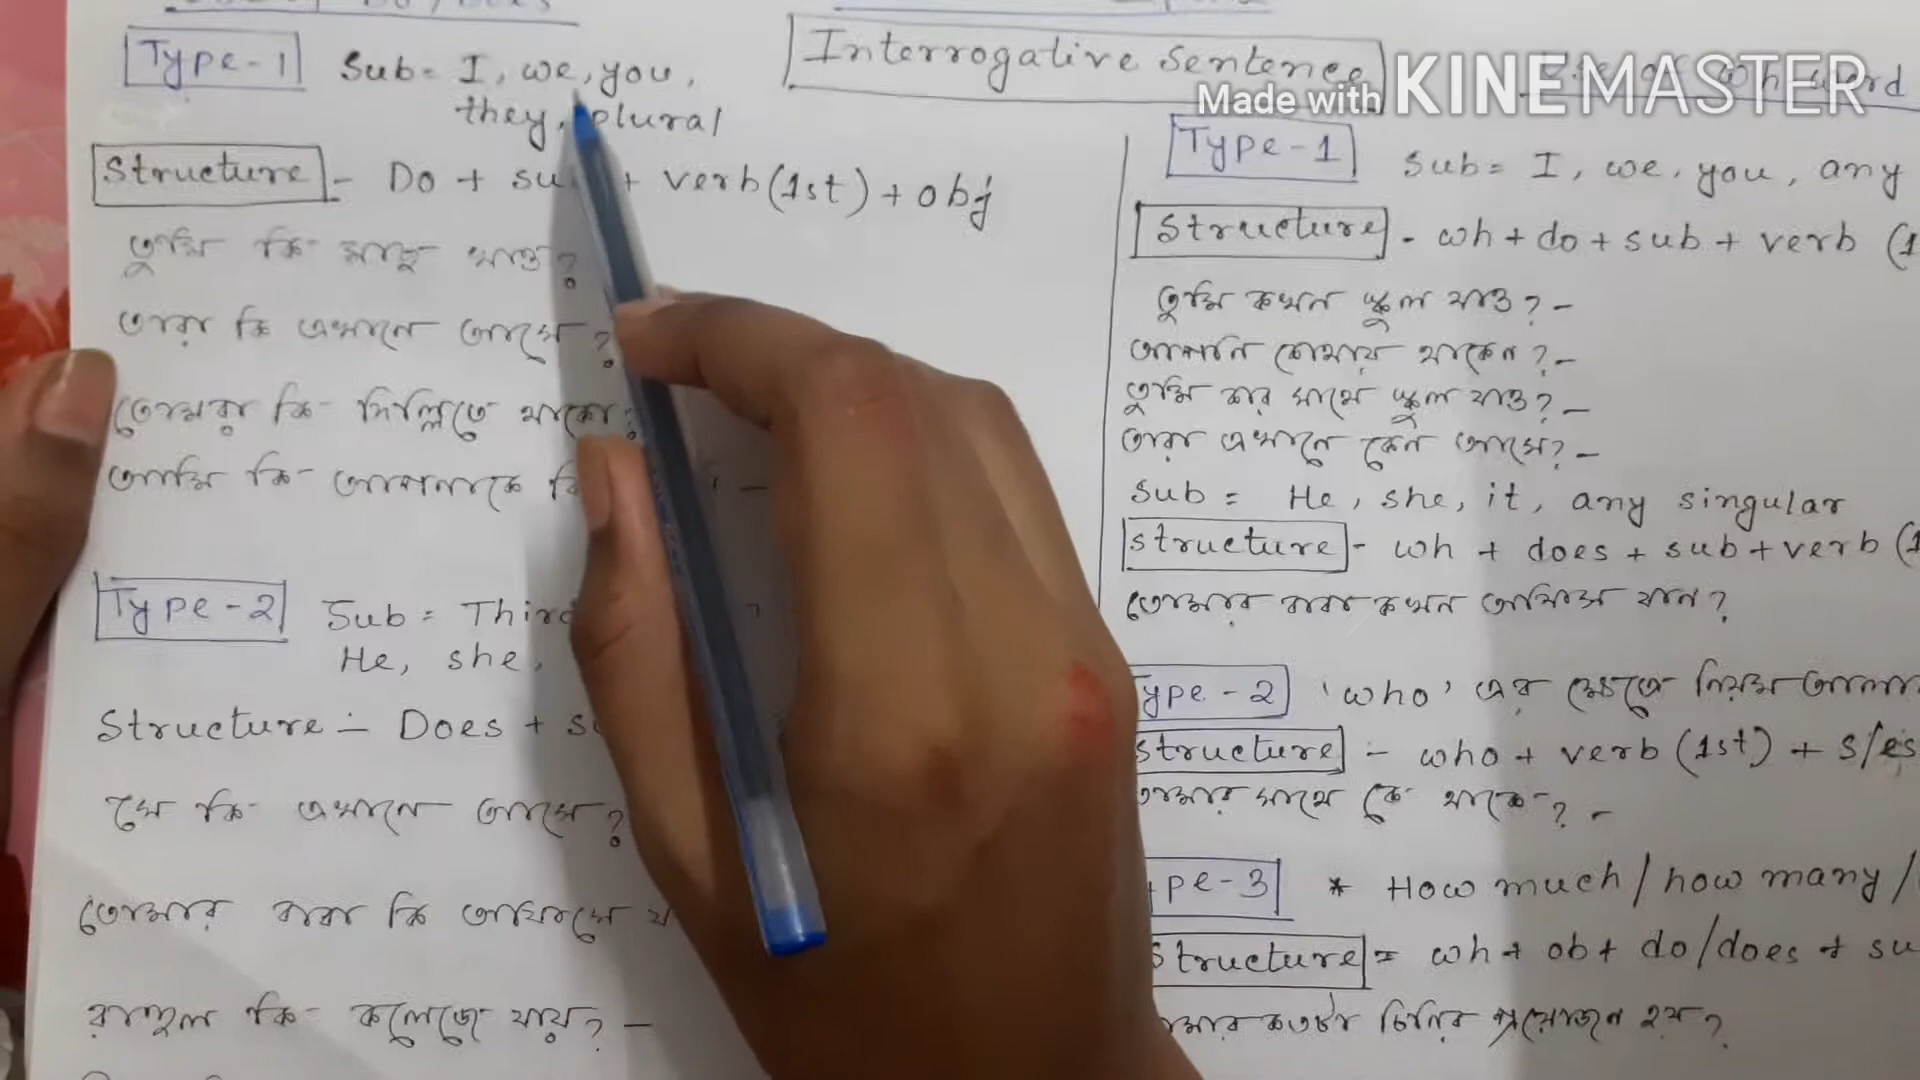 Interrogative Sentence
Made with KINEMASTER
Type-1 Sub= I, we, you,
they, plural
Structure - Do + su + verb(1st) + obj
তুমি কি মাছ খাও?
তারা কি এখানে আসে?
তোমরা কি দিল্লিতে থাকো?
আমি কি আপনাকে
Type-2 Sub = Third
He, she,
Structure :- Does + s
সে কি এখানে আসে?
তোমার বাবা কি অফিসে য
রাহুল কি কলেজে যায়? -
word
Type-1 Sub= I, we, you, any
Structure - wh + do + sub + verb (1
তুমি কখন স্কুল যাও? -
আপনি কোথায় থাকেন? -
তুমি কার সাথে স্কুল যাও? -
তারা এখানে কেন আসে? -
Sub = He, she, it, any singular
Structure - wh + does + sub + verb (1
তোমার বাবা কখন অফিস যান?
ype-2 'who' এর ক্ষেত্রে নিয়ম আলা
Structure - who + verb (1st) + s/es
তোমার সাথে কে থাকে? -
pe-3 * How much / how many /
Structure = wh + ob + do/does + su
মার কতটা চিনির প্রয়োজন হয়?